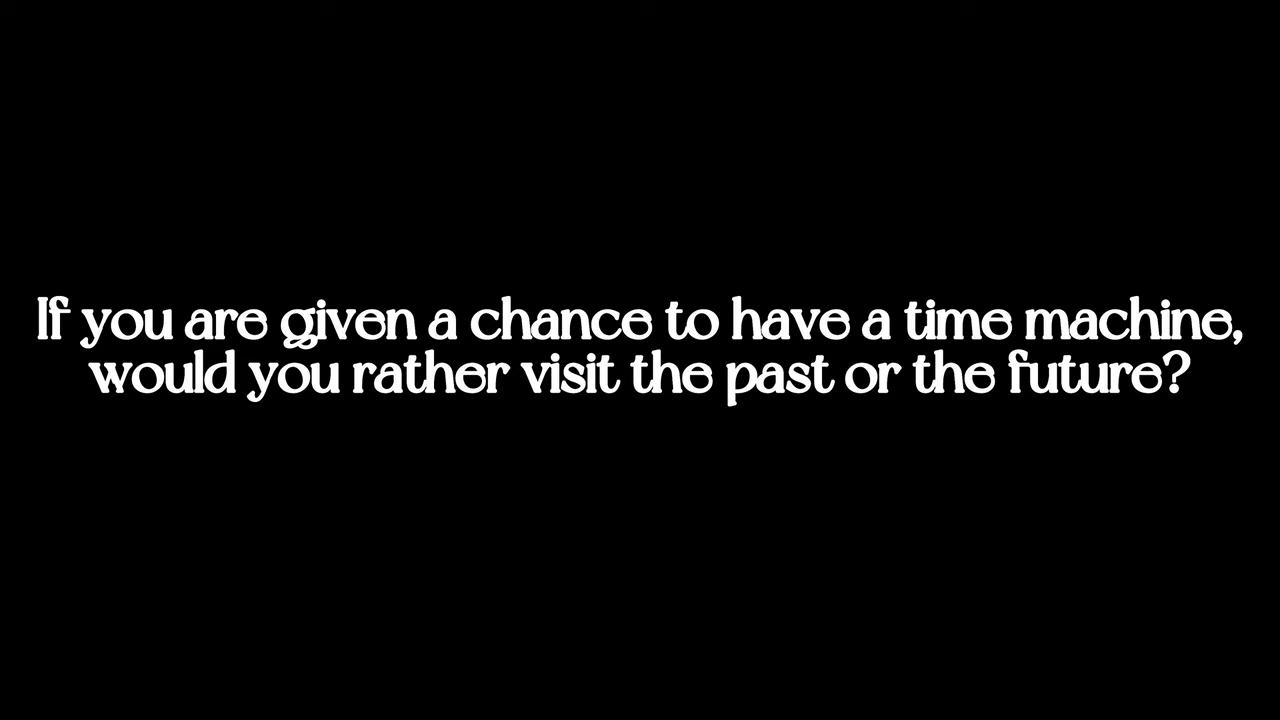 If you are given a chance to have a time machine,
would you rather visit the past or the future?